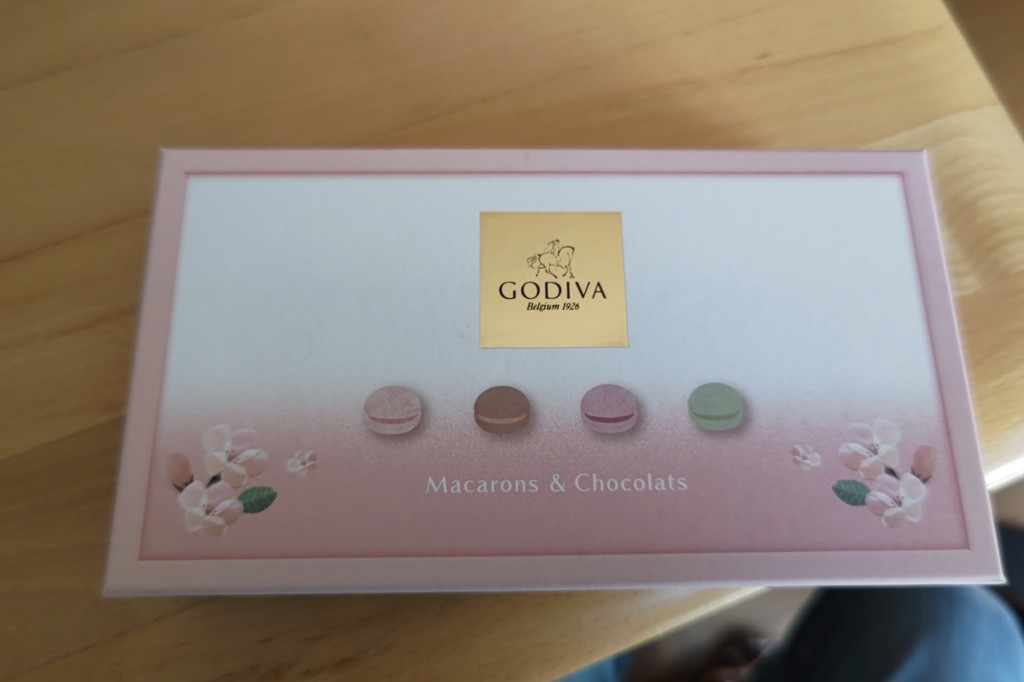 GODIVA
Belgium 1926
Macarons & Chocolats